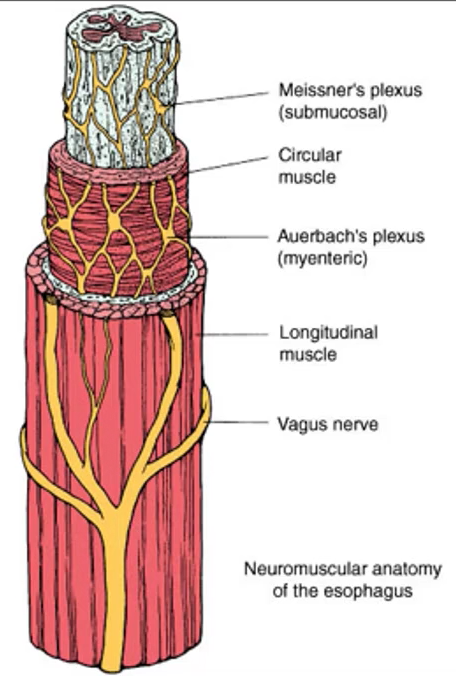 Meissner's plexus
(submucosal)
Circular
muscle
Auerbach's plexus
(myenteric)
Longitudinal
muscle
Vagus nerve
Neuromuscular anatomy
of the esophagus